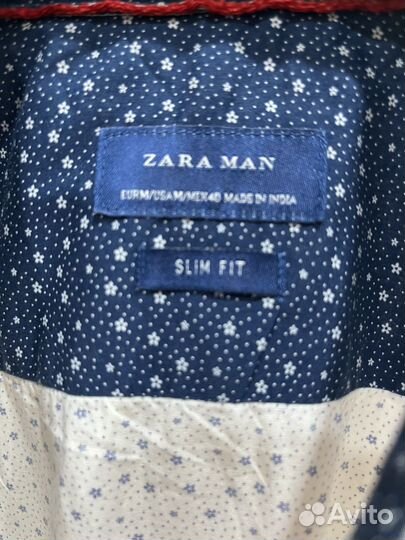 ZARA MAN
EUR M/USA M/MEX 40 MADE IN INDIA
SLIM FIT
Avito